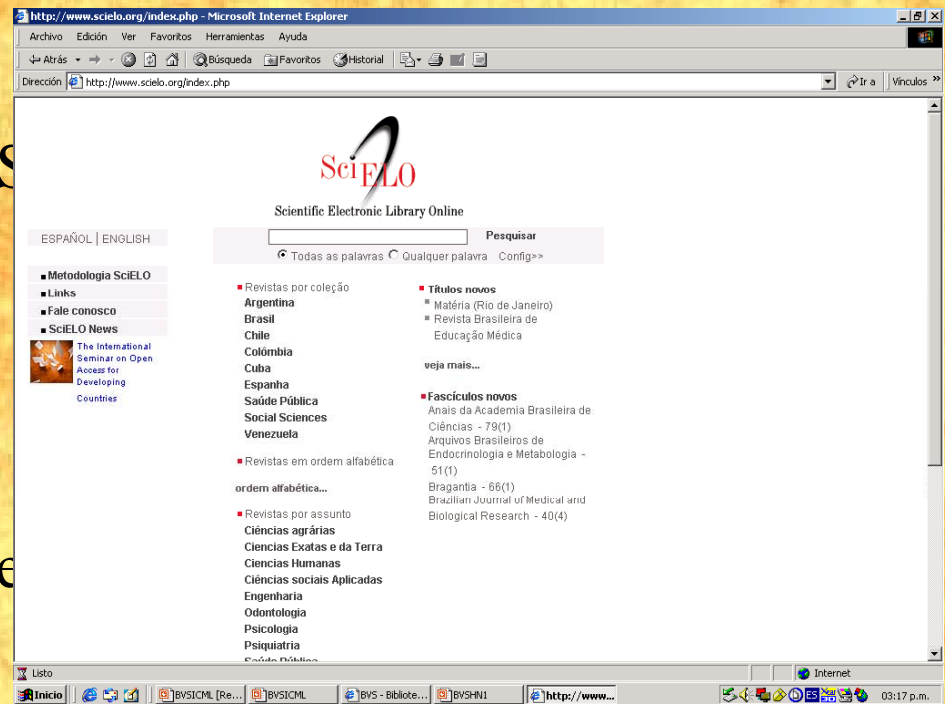 http://www.scielo.org/index.php - Microsoft Internet Explorer
Archivo Edición Ver Favoritos Herramientas Ayuda
Atrás Búsqueda Favoritos Historial
Dirección http://www.scielo.org/index.php Ir a Vínculos »
SciELO
Scientific Electronic Library Online
ESPAÑOL | ENGLISH
Pesquisar
Todas as palavras Qualquer palavra Config>>
Metodologia SciELO
Links
Fale conosco
SciELO News
The International
Seminar on Open
Access for
Developing
Countries
Revistas por coleção
Argentina
Brasil
Chile
Colómbia
Cuba
Espanha
Saúde Pública
Social Sciences
Venezuela
Revistas em ordem alfabética
ordem alfabética...
Revistas por assunto
Ciências agrárias
Ciencias Exatas e da Terra
Ciencias Humanas
Ciências sociais Aplicadas
Engenharia
Odontologia
Psicologia
Psiquiatria
Saúde Pública
Títulos novos
Matéria (Rio de Janeiro)
Revista Brasileira de
Educação Médica
veja mais...
Fascículos novos
Anais da Academia Brasileira de
Ciências - 79(1)
Arquivos Brasileiros de
Endocrinologia e Metabologia -
51(1)
Bragantia - 66(1)
Brazilian Journal of Medical and
Biological Research - 40(4)
S
e
Listo Internet
Inicio BVSICML [Re... BVSICML BVS - Bibliote... BVSHN1 http://www... ES 03:17 p.m.